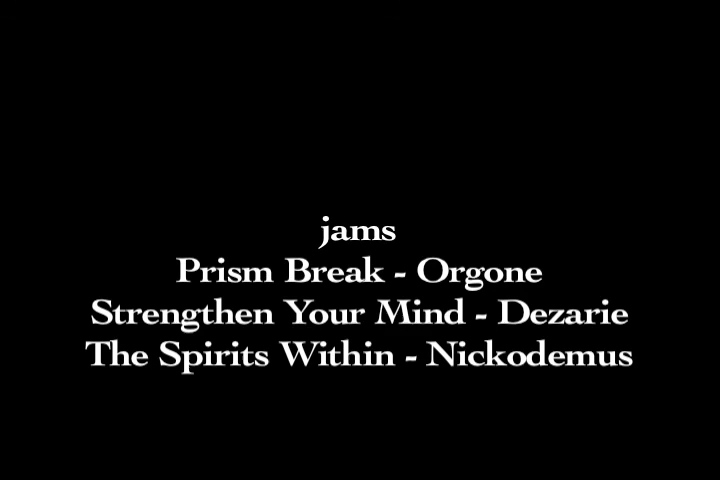 jams
Prism Break - Orgone
Strengthen Your Mind - Dezarie
The Spirits Within - Nickodemus